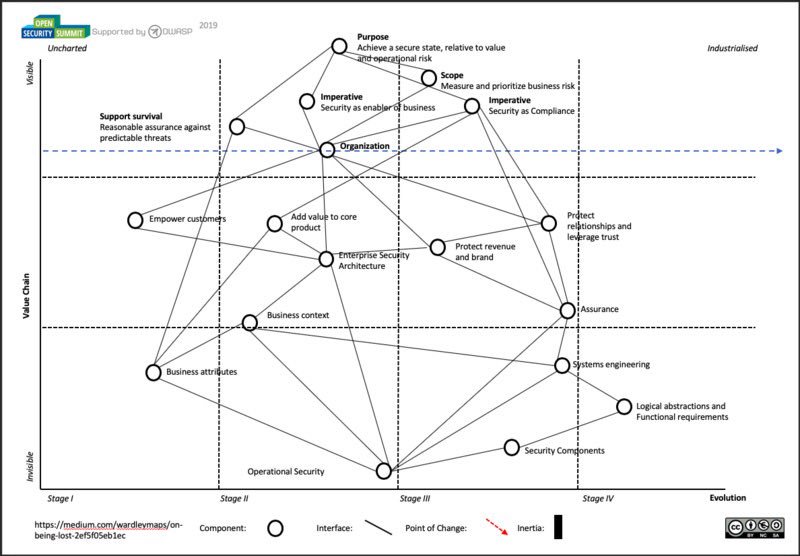 OPEN
SECURITY SUMMIT
Supported by OWASP
2019
Uncharted
Industrialised
Visible
Value Chain
Invisible
Purpose
Achieve a secure state, relative to value
and operational risk
Scope
Measure and prioritize business risk
Imperative
Security as enabler of business
Imperative
Security as Compliance
Support survival
Reasonable assurance against
predictable threats
Organization
Empower customers
Add value to core
product
Protect
relationships and
leverage trust
Enterprise Security
Architecture
Protect revenue
and brand
Business context
Assurance
Business attributes
Systems engineering
Logical abstractions and
Functional requirements
Security Components
Operational Security
Stage I
Stage II
Stage III
Stage IV
Evolution
https://medium.com/wardleymaps/on-
being-lost-2ef5f05eb1ec
Component:
Interface:
Point of Change:
Inertia:
cc
BY NC SA